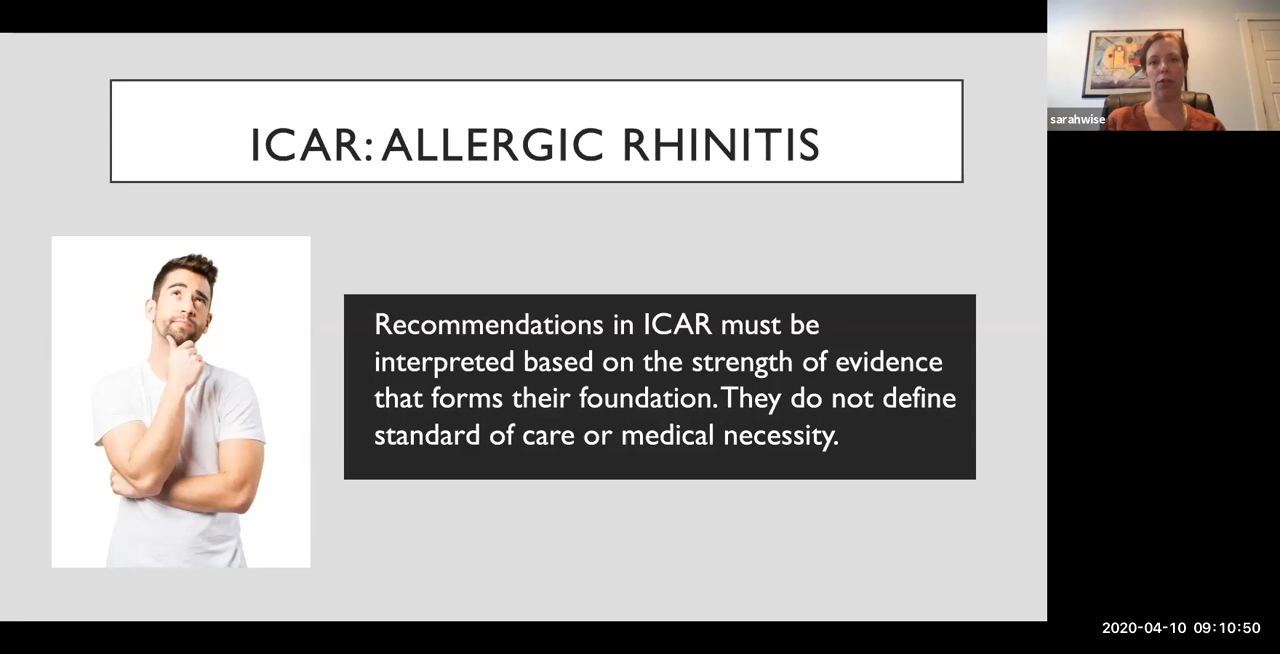 ICAR: ALLERGIC RHINITIS
Recommendations in ICAR must be
interpreted based on the strength of evidence
that forms their foundation. They do not define
standard of care or medical necessity.
sarahwise
2020-04-10 09:10:50